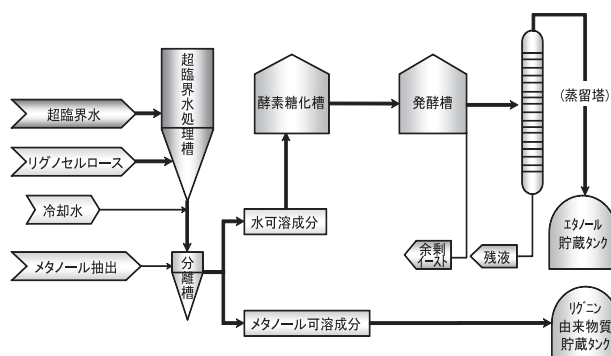 超臨界水処理槽
超臨界水
リグノセルロース
冷却水
メタノール抽出
分離槽
酵素糖化槽
発酵槽
(蒸留塔)
水可溶成分
余剰
イースト
残液
エタノール
貯蔵タンク
メタノール可溶成分
リグニン
由来物質
貯蔵タンク